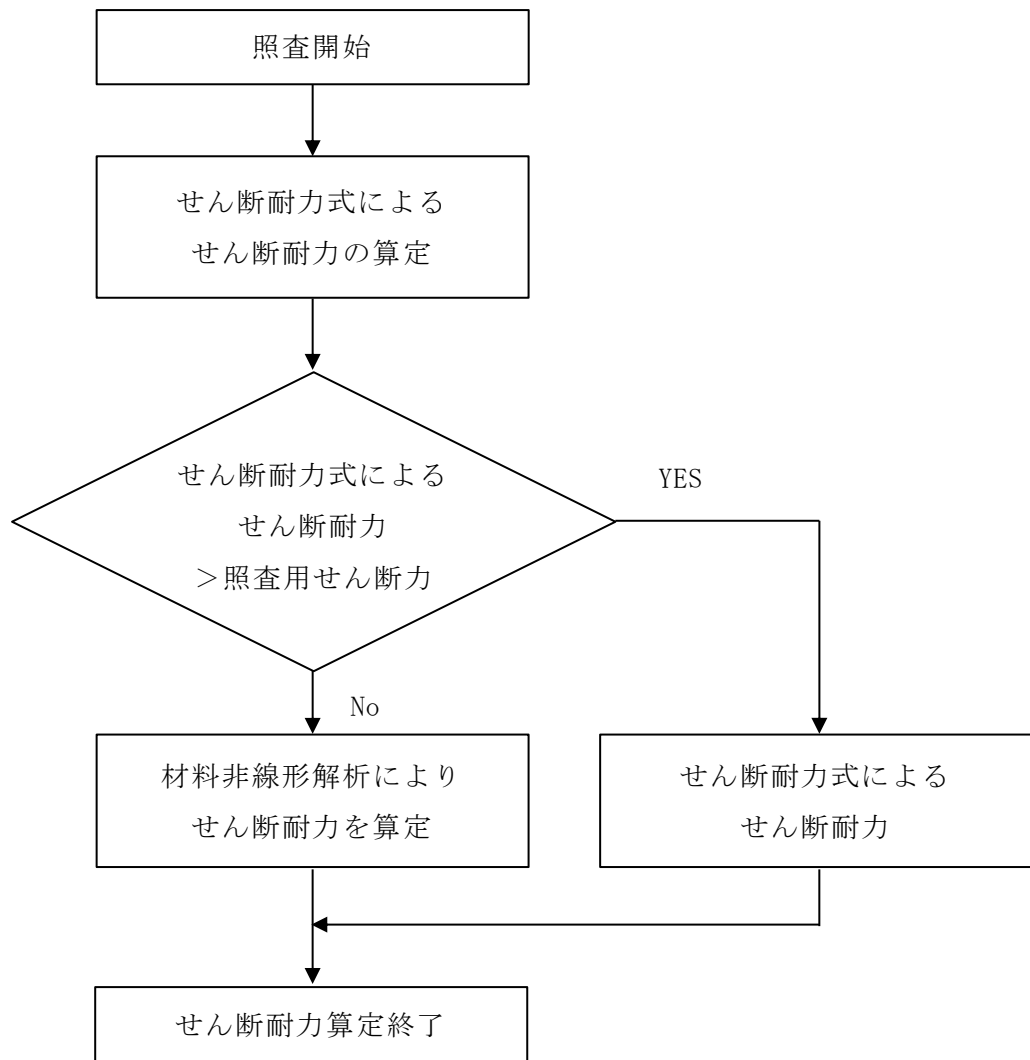 照査開始
せん断耐力式による
せん断耐力の算定
せん断耐力式による
せん断耐力
＞照査用せん断力
YES
No
材料非線形解析により
せん断耐力を算定
せん断耐力式による
せん断耐力
せん断耐力算定終了